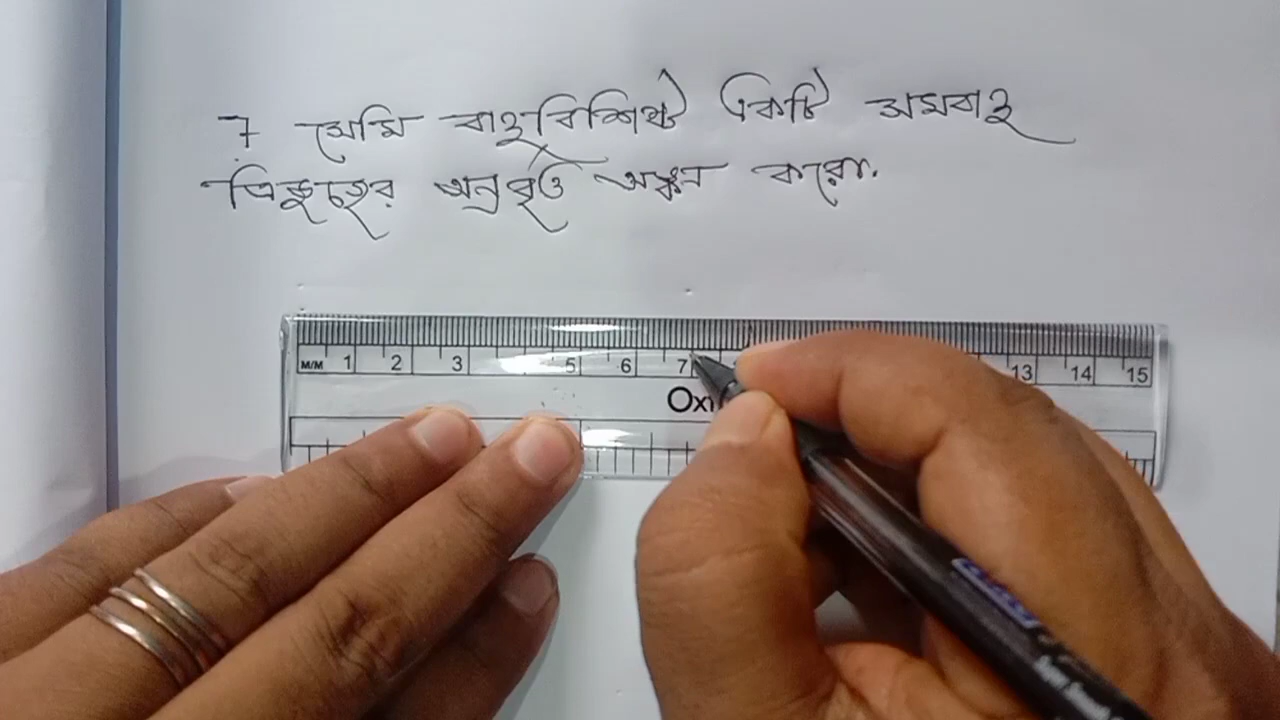 7 সেমি বাহুবিশিষ্ট একটি সমবাহু
ত্রিভুজের অন্তর্বৃত্ত অঙ্কন করো.
M/M 1 2 3 5 6 7 13 14 15